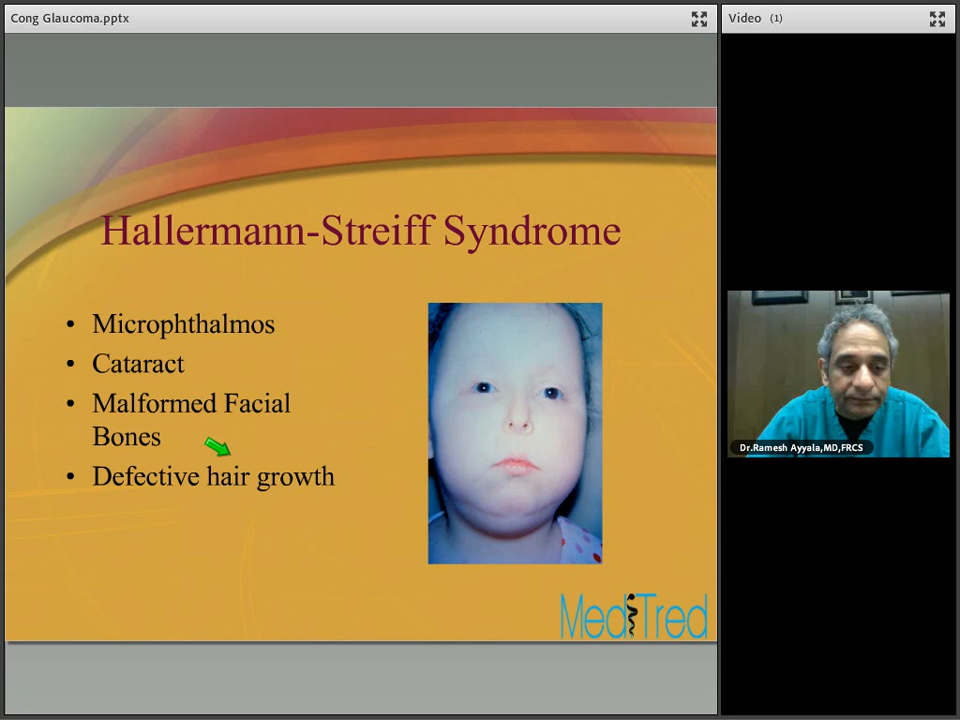 Cong Glaucoma.pptx
Video (1)
Hallermann-Streiff Syndrome
• Microphthalmos
• Cataract
• Malformed Facial
Bones
• Defective hair growth
MediTred
Dr.Ramesh Ayyala,MD,FRCS